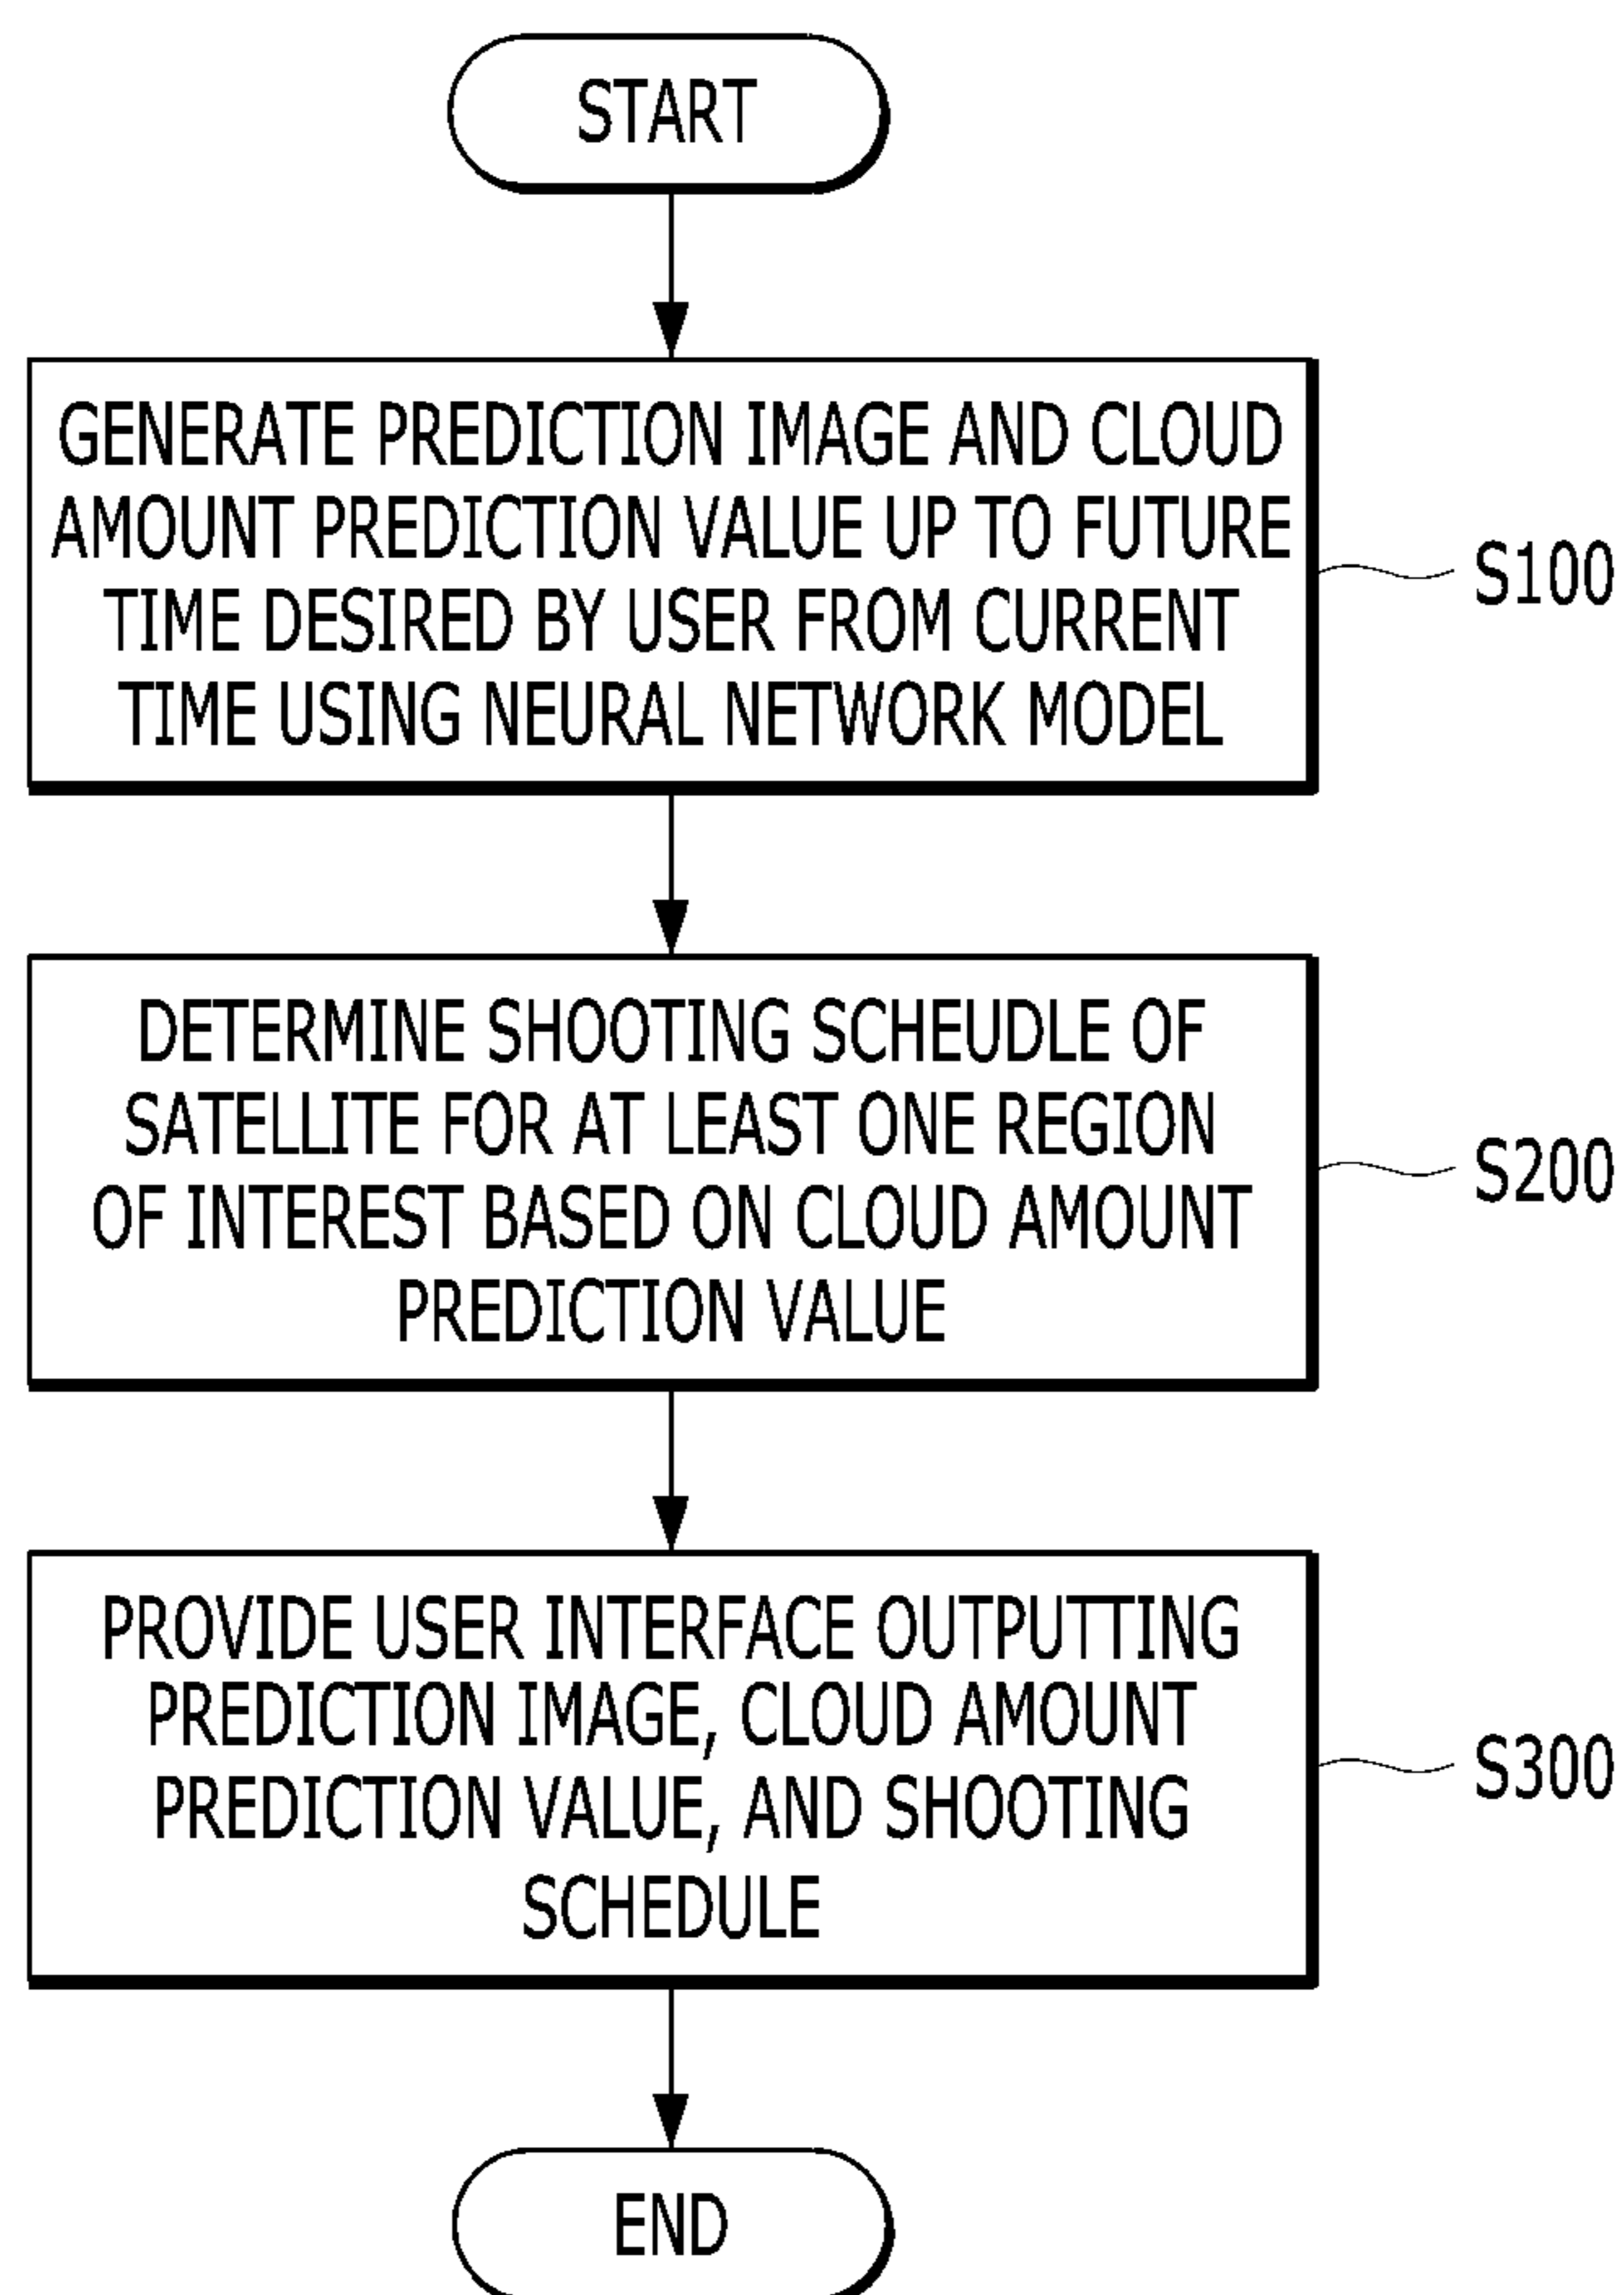 START
GENERATE PREDICTION IMAGE AND CLOUD
AMOUNT PREDICTION VALUE UP TO FUTURE
TIME DESIRED BY USER FROM CURRENT
TIME USING NEURAL NETWORK MODEL
S100
DETERMINE SHOOTING SCHEUDLE OF
SATELLITE FOR AT LEAST ONE REGION
OF INTEREST BASED ON CLOUD AMOUNT
PREDICTION VALUE
S200
PROVIDE USER INTERFACE OUTPUTTING
PREDICTION IMAGE, CLOUD AMOUNT
PREDICTION VALUE, AND SHOOTING
SCHEDULE
S300
END